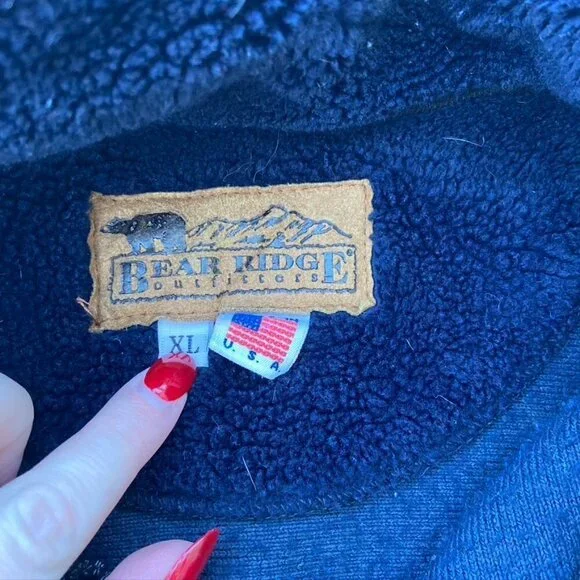 BEAR RIDGE®
outfitters
XL
U.S.A.